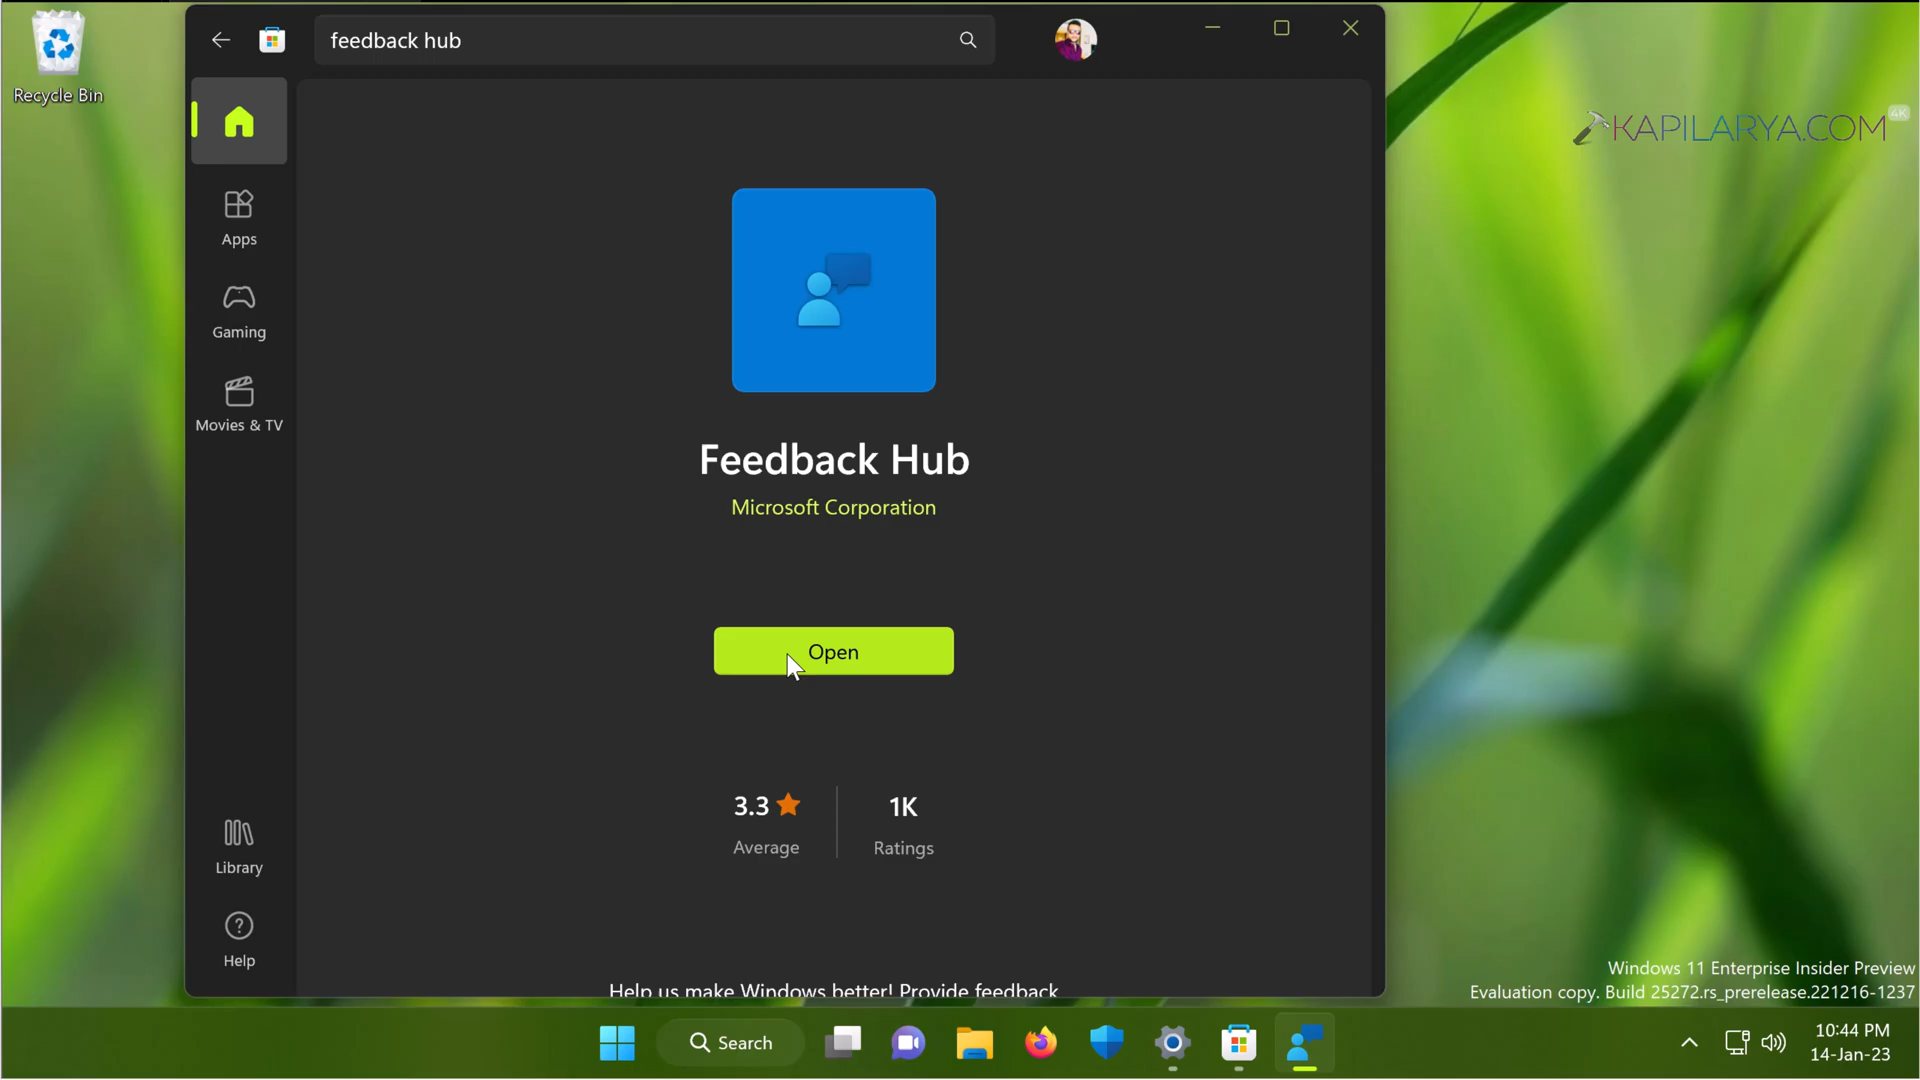 Recycle Bin
feedback hub
KAPILARYA.COM
4K
Apps
Gaming
Movies & TV
Feedback Hub
Microsoft Corporation
Open
3.3
Average
1K
Ratings
Library
Help
Help us make Windows better! Provide feedback
Windows 11 Enterprise Insider Preview
Evaluation copy. Build 25272.rs_prerelease.221216-1237
Search
10:44 PM
14-Jan-23